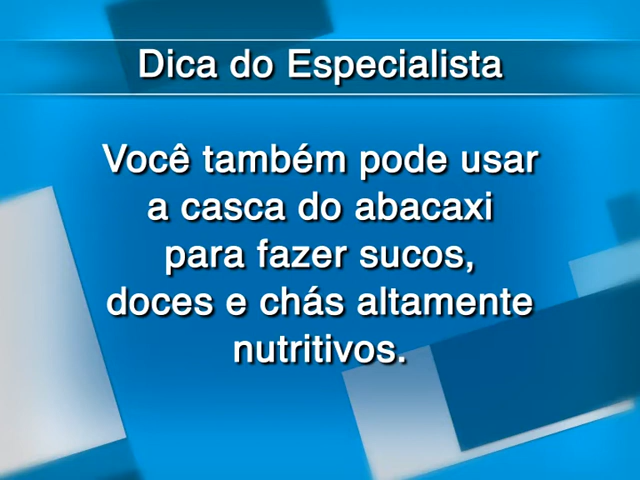 Dica do Especialista
Você também pode usar
a casca do abacaxi
para fazer sucos,
doces e chás altamente
nutritivos.